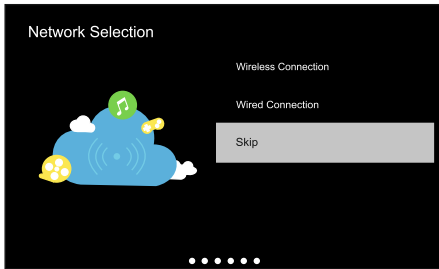 Network Selection
Wireless Connection
Wired Connection
Skip